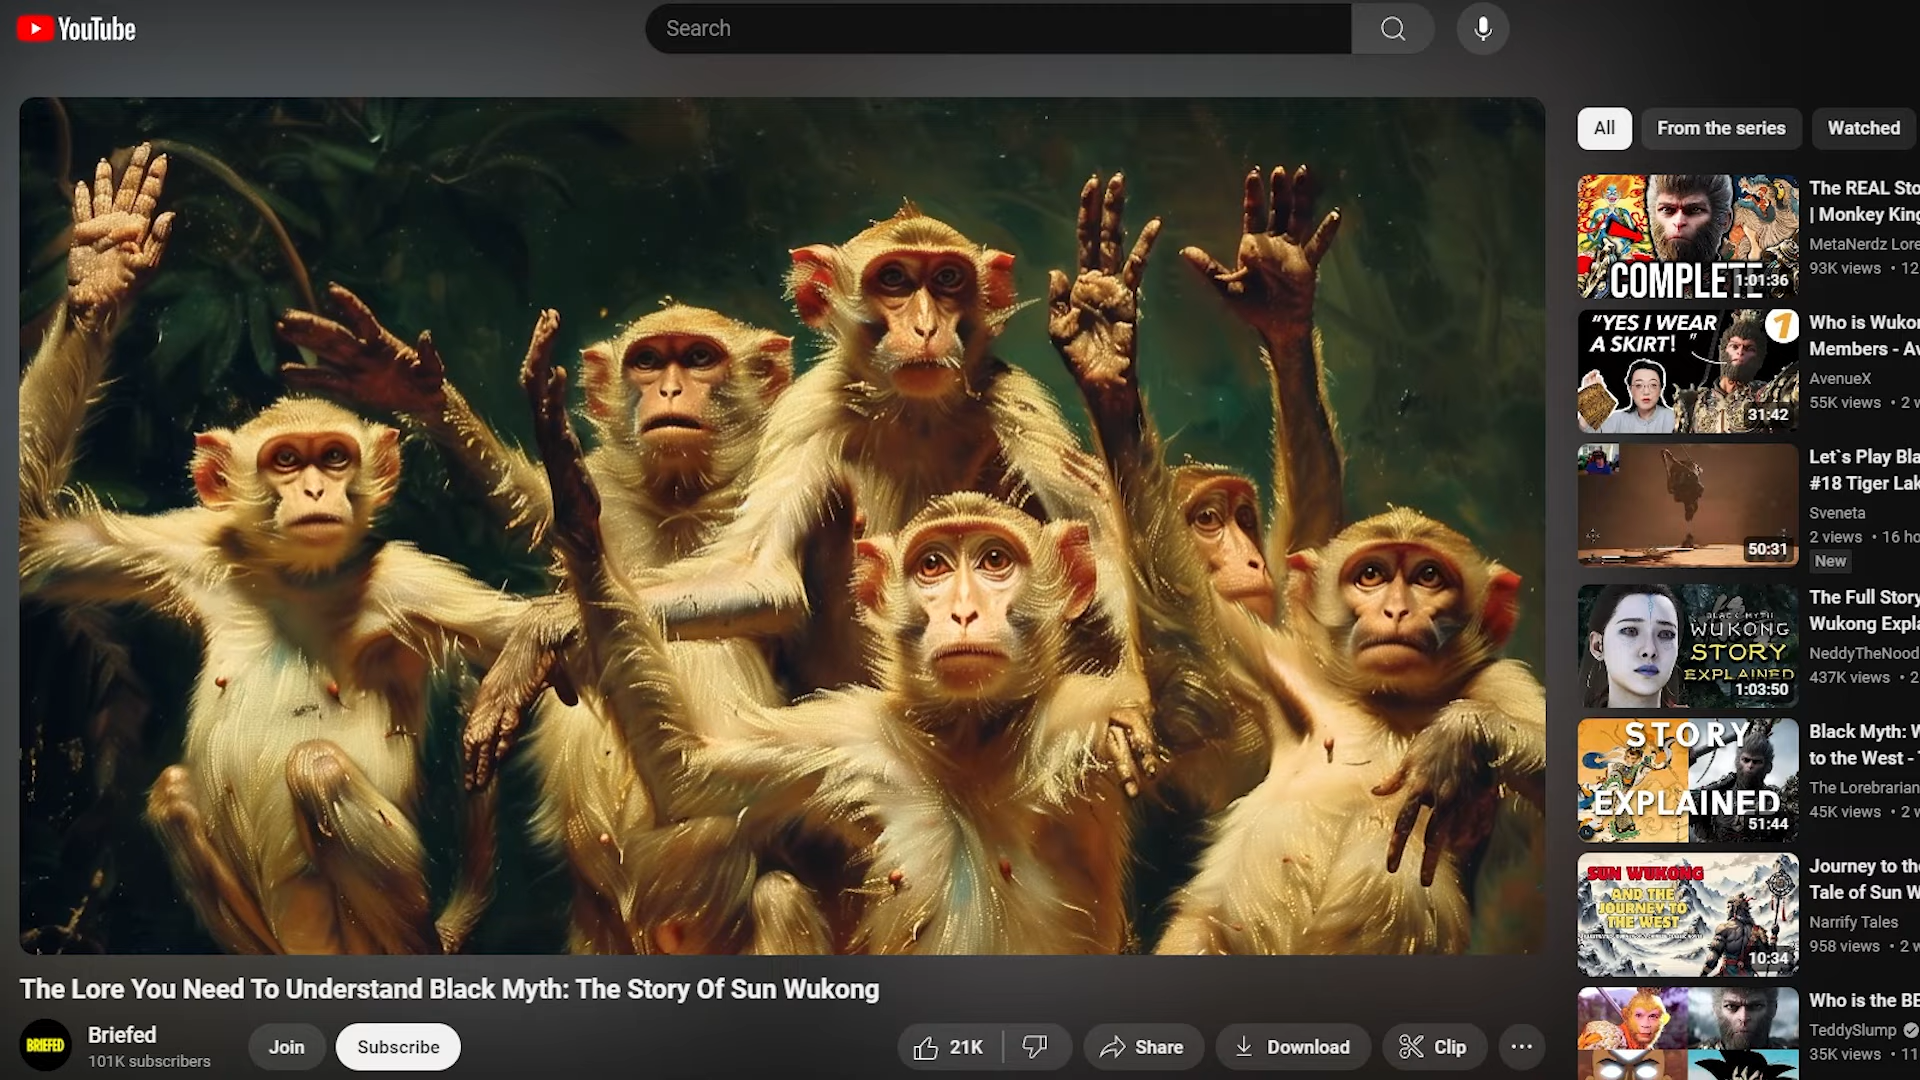 YouTube
Search
All
From the series
Watched
COMPLETE
1:01:36
The REAL Sto
| Monkey King
MetaNerdz Lore
93K views • 12
"YES I WEAR
A SKIRT! "
1
31:42
Who is Wukon
Members - Av
AvenueX
55K views • 2 w
50:31
Let`s Play Bla
#18 Tiger Lak
Sveneta
2 views • 16 ho
New
BLACK MYTH
WUKONG
STORY
EXPLAINED
1:03:50
The Full Story
Wukong Expla
NeddyTheNood
437K views • 2
STORY
EXPLAINED
51:44
Black Myth: W
to the West - T
The Lorebrarian
45K views • 2 w
SUN WUKONG
AND THE
JOURNEY TO
THE WEST
10:34
Journey to the
Tale of Sun W
Narrify Tales
958 views • 2 w
Who is the BE
TeddySlump
35K views • 11
The Lore You Need To Understand Black Myth: The Story Of Sun Wukong
BRIEFED
Briefed
101K subscribers
Join
Subscribe
21K
Share
Download
Clip